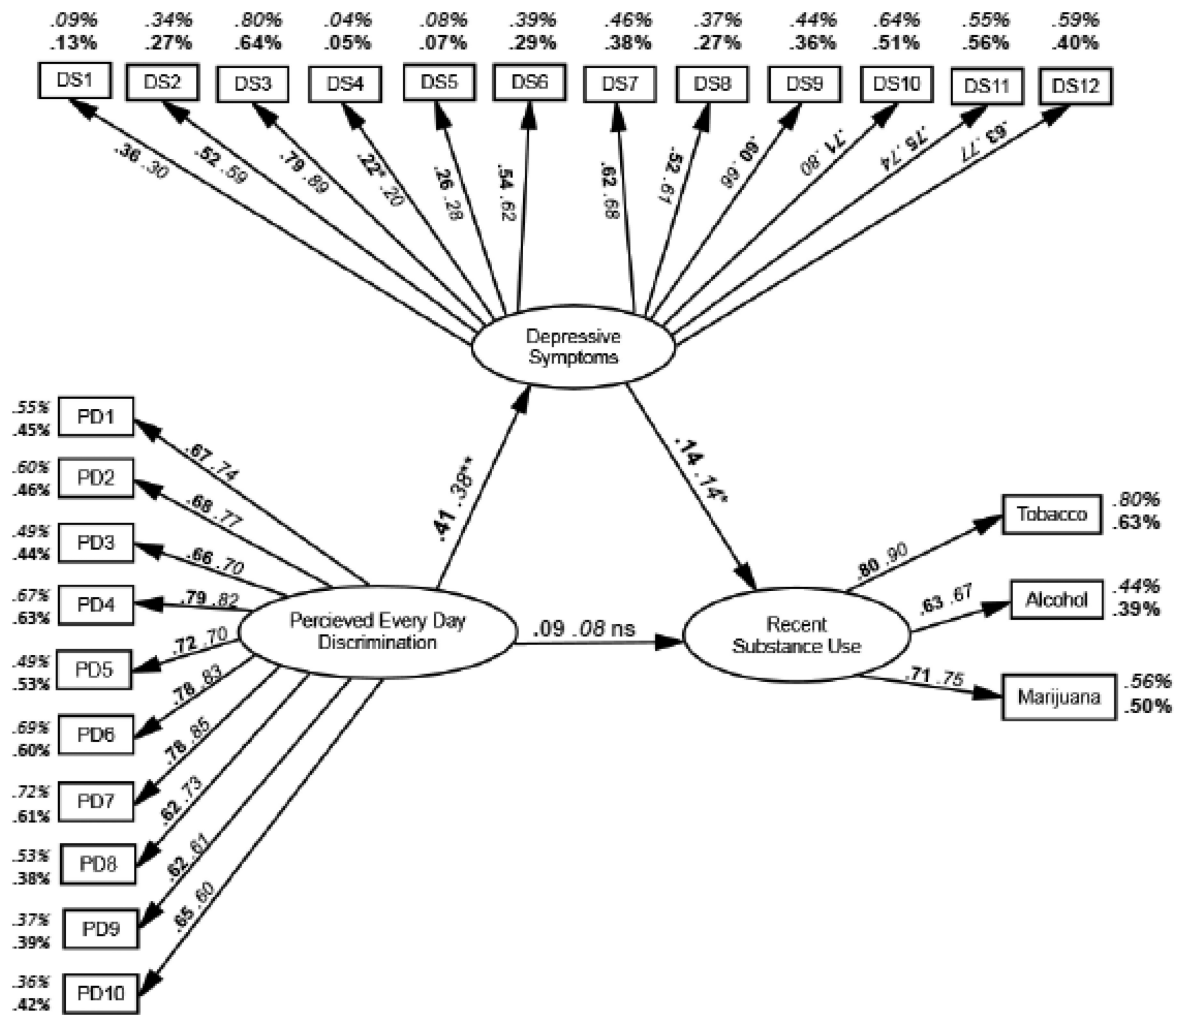 .09% .34% .80% .04% .08% .39% .46% .37% .44% .64% .55% .59%
.13% .27% .64% .05% .07% .29% .38% .27% .36% .51% .56% .40%
DS1 DS2 DS3 DS4 DS5 DS6 DS7 DS8 DS9 DS10 DS11 DS12
.36 .30
.52 .59
.79 .89
.22* .20
.26 .28
.54 .62
.62 .68
.52 .61
.60 .66
.71 .80
.75 .74
.63 .77
Depressive
Symptoms
.55%
.45%
PD1
.67 .74
.60%
.46%
PD2
.68 .77
.49%
.44%
PD3
.66 .70
.67%
.63%
PD4
.79 .82
.49%
.53%
PD5
.72 .70
.69%
.60%
PD6
.78 .83
.72%
.61%
PD7
.78 .85
.53%
.38%
PD8
.62 .73
.37%
.39%
PD9
.62 .61
.36%
.42%
PD10
.65 .60
Percieved Every Day
Discrimination
.41 .38**
.14 .14*
.09 .08 ns
Recent
Substance Use
.80 .90
Tobacco
.80%
.63%
.63 .67
Alcohol
.44%
.39%
.71 .75
Marijuana
.56%
.50%